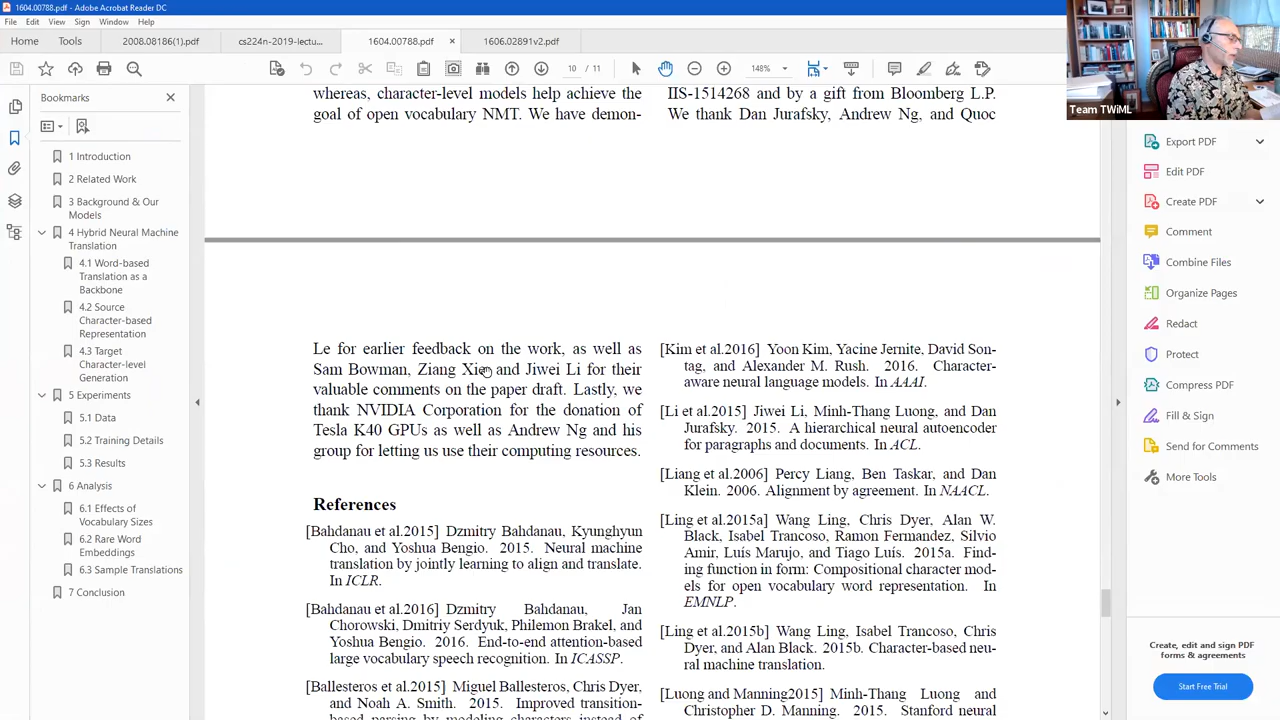 1604.00788.pdf - Adobe Acrobat Reader DC
File Edit View Sign Window Help
Home Tools 2008.08186(1).pdf cs224n-2019-lectu... 1604.00788.pdf 1606.02891v2.pdf
10 / 11 148%
Team TWiML
Bookmarks
1 Introduction
2 Related Work
3 Background & Our
Models
4 Hybrid Neural Machine
Translation
4.1 Word-based
Translation as a
Backbone
4.2 Source
Character-based
Representation
4.3 Target
Character-level
Generation
5 Experiments
5.1 Data
5.2 Training Details
5.3 Results
6 Analysis
6.1 Effects of
Vocabulary Sizes
6.2 Rare Word
Embeddings
6.3 Sample Translations
7 Conclusion
whereas, character-level models help achieve the
goal of open vocabulary NMT. We have demon-
IIS-1514268 and by a gift from Bloomberg L.P.
We thank Dan Jurafsky, Andrew Ng, and Quoc
Le for earlier feedback on the work, as well as
Sam Bowman, Ziang Xie, and Jiwei Li for their
valuable comments on the paper draft. Lastly, we
thank NVIDIA Corporation for the donation of
Tesla K40 GPUs as well as Andrew Ng and his
group for letting us use their computing resources.
References
[Bahdanau et al.2015] Dzmitry Bahdanau, Kyunghyun
Cho, and Yoshua Bengio. 2015. Neural machine
translation by jointly learning to align and translate.
In ICLR.
[Bahdanau et al.2016] Dzmitry Bahdanau, Jan
Chorowski, Dmitriy Serdyuk, Philemon Brakel, and
Yoshua Bengio. 2016. End-to-end attention-based
large vocabulary speech recognition. In ICASSP.
[Ballesteros et al.2015] Miguel Ballesteros, Chris Dyer,
and Noah A. Smith. 2015. Improved transition-
based parsing by modeling characters instead of
[Kim et al.2016] Yoon Kim, Yacine Jernite, David Son-
tag, and Alexander M. Rush. 2016. Character-
aware neural language models. In AAAI.
[Li et al.2015] Jiwei Li, Minh-Thang Luong, and Dan
Jurafsky. 2015. A hierarchical neural autoencoder
for paragraphs and documents. In ACL.
[Liang et al.2006] Percy Liang, Ben Taskar, and Dan
Klein. 2006. Alignment by agreement. In NAACL.
[Ling et al.2015a] Wang Ling, Chris Dyer, Alan W.
Black, Isabel Trancoso, Ramon Fermandez, Silvio
Amir, Luís Marujo, and Tiago Luís. 2015a. Find-
ing function in form: Compositional character mod-
els for open vocabulary word representation. In
EMNLP.
[Ling et al.2015b] Wang Ling, Isabel Trancoso, Chris
Dyer, and Alan Black. 2015b. Character-based neu-
ral machine translation.
[Luong and Manning2015] Minh-Thang Luong and
Christopher D. Manning. 2015. Stanford neural
Export PDF
Edit PDF
Create PDF
Comment
Combine Files
Organize Pages
Redact
Protect
Compress PDF
Fill & Sign
Send for Comments
More Tools
Create, edit and sign PDF
forms & agreements
Start Free Trial